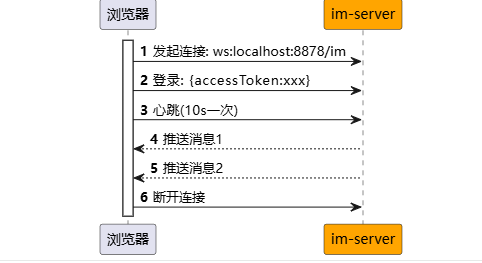 浏览器 im-server
1 发起连接: ws:localhost:8878/im
2 登录: {accessToken:xxx}
3 心跳(10s一次)
4 推送消息1
5 推送消息2
6 断开连接
浏览器 im-server